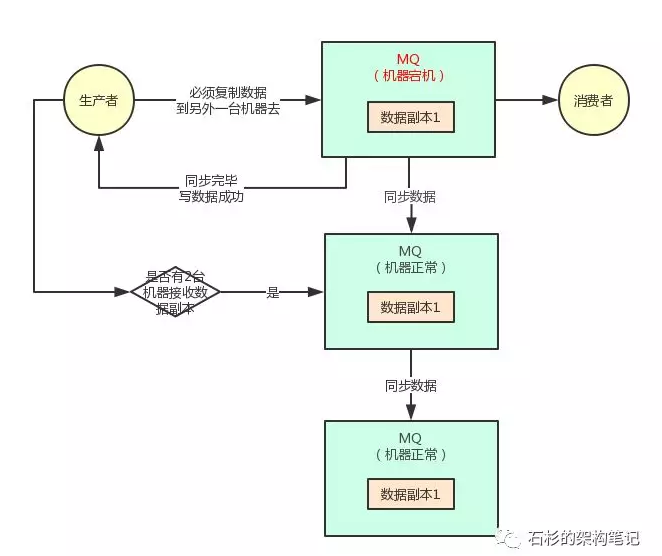 MQ
（机器宕机）
数据副本1
生产者
必须复制数据
到另外一台机器去
消费者
同步完毕
写数据成功
同步数据
MQ
（机器正常）
数据副本1
是否有2台
机器接收数
据副本
是
同步数据
MQ
（机器正常）
数据副本1
石杉的架构笔记